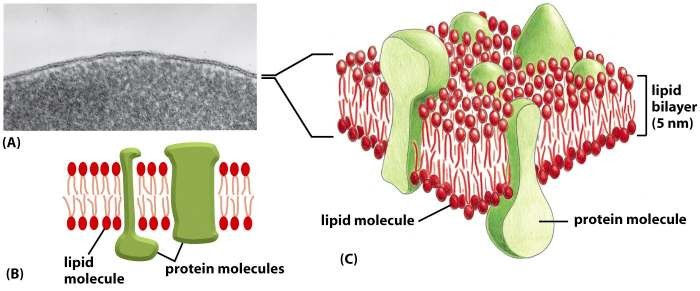 (A)
lipid
bilayer
(5 nm)
lipid molecule
protein molecule
lipid
molecule
protein molecules
(B)
(C)